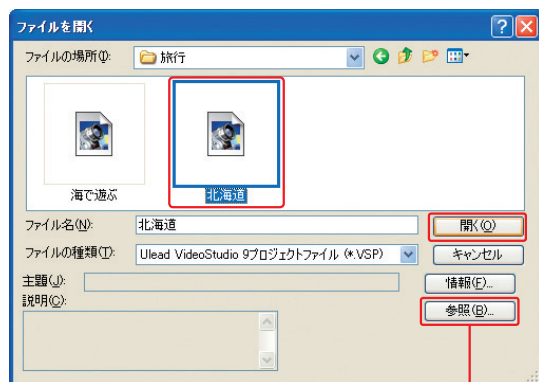 ファイルを開く
ファイルの場所(I):
旅行
海で遊ぶ
北海道
ファイル名(N):
北海道
開く(O)
ファイルの種類(T):
Ulead VideoStudio 9プロジェクトファイル (*.VSP)
キャンセル
主題(J):
情報(F)...
説明(C):
参照(B)...